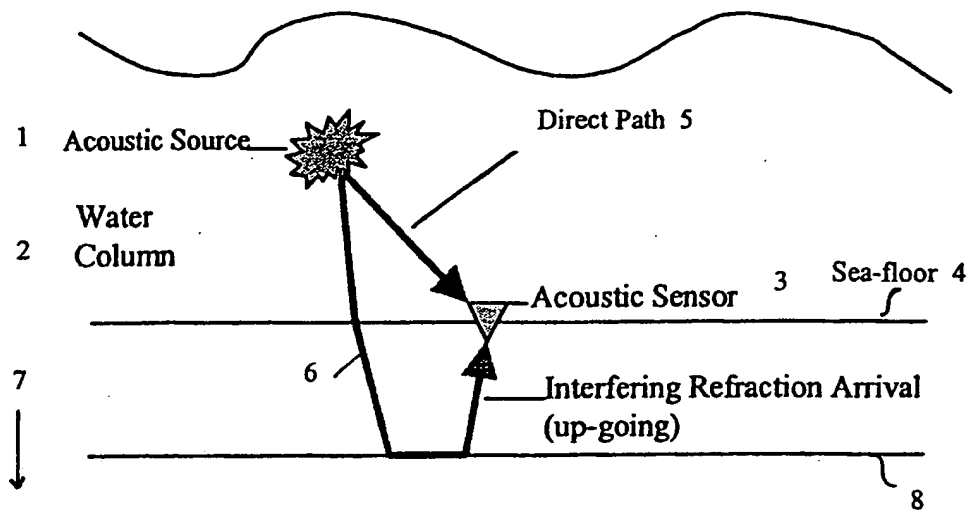 Direct Path 5
1 Acoustic Source
Water
2 Column
3 Sea-floor 4
Acoustic Sensor
7
6
Interfering Refraction Arrival
(up-going)
8